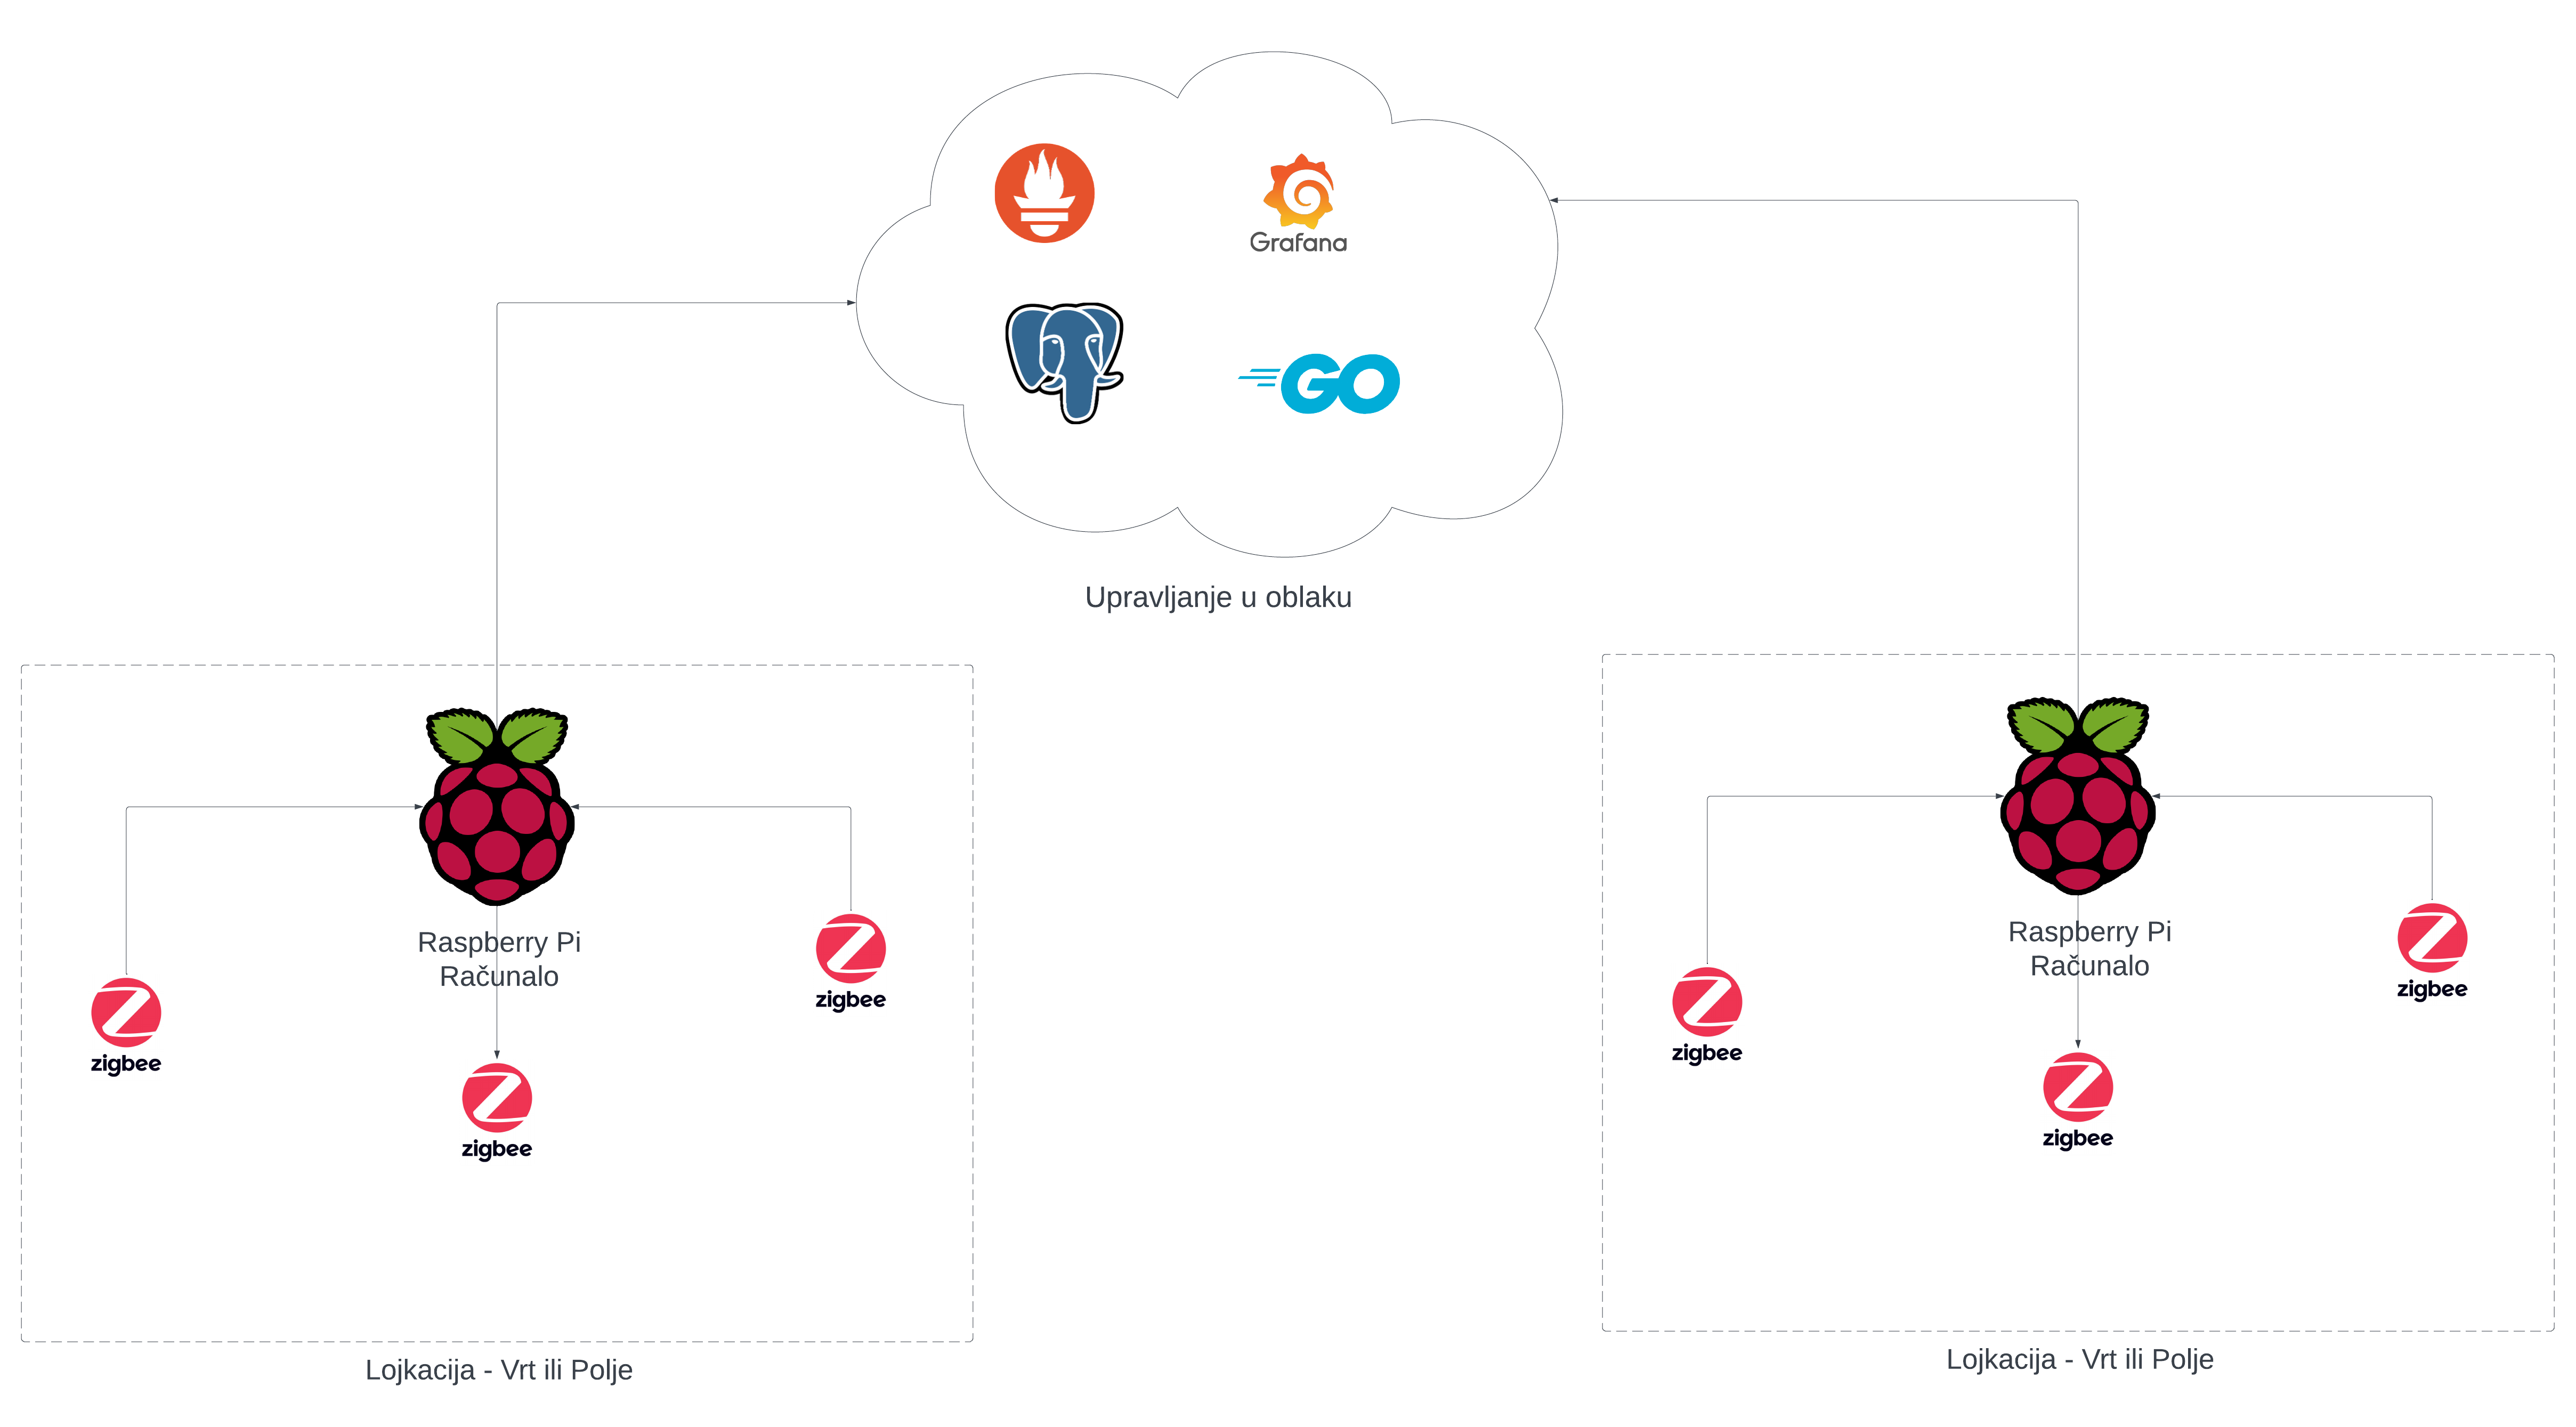 Grafana
GO
Upravljanje u oblaku
Raspberry Pi
Računalo
zigbee
zigbee
zigbee
Lojkacija - Vrt ili Polje
Raspberry Pi
Računalo
zigbee
zigbee
zigbee
Lojkacija - Vrt ili Polje